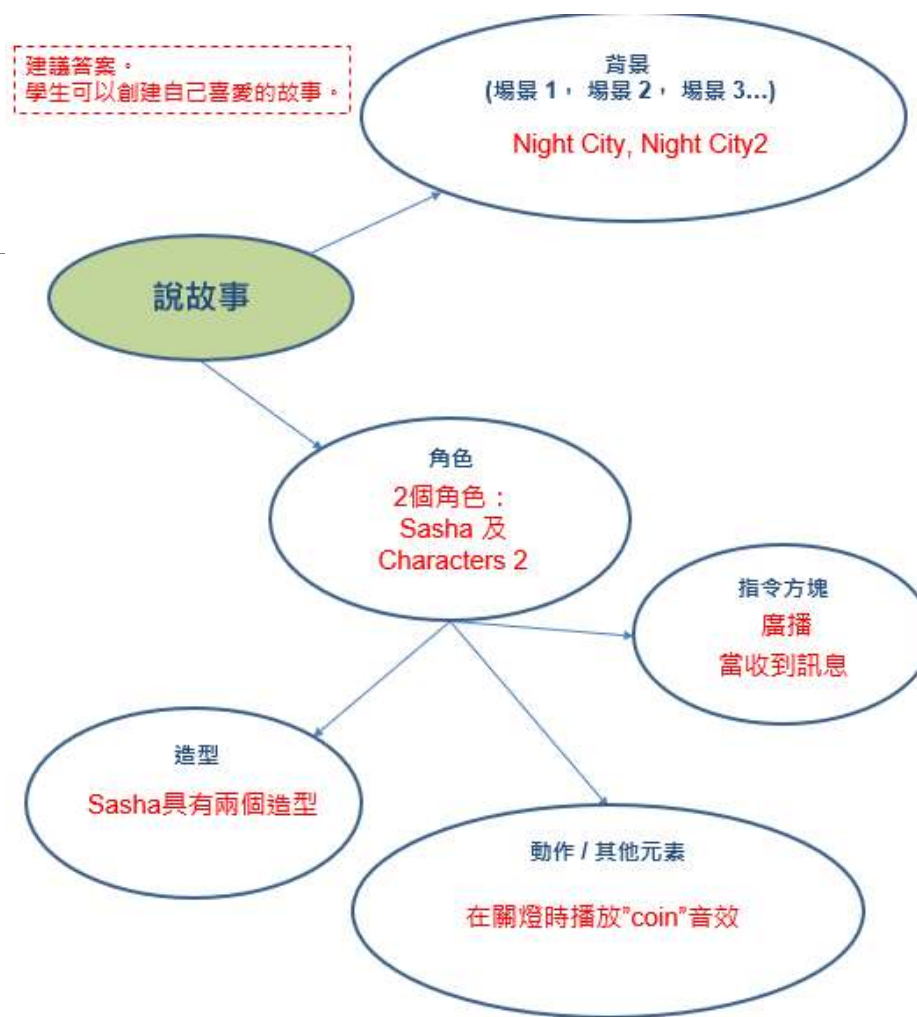 建議答案。
學生可以創建自己喜愛的故事。
背景
(場景 1， 場景 2， 場景 3...)
Night City, Night City2
說故事
角色
2個角色：
Sasha 及
Characters 2
指令方塊
廣播
當收到訊息
造型
Sasha具有兩個造型
動作 / 其他元素
在關燈時播放”coin”音效